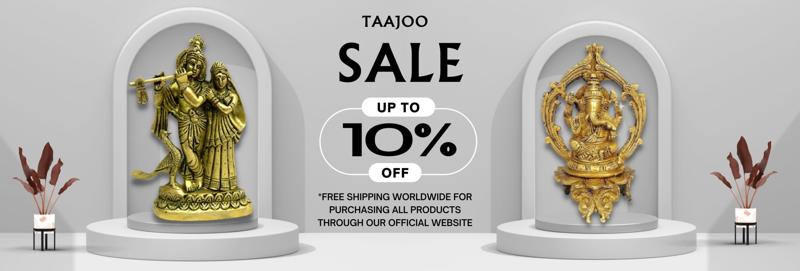 TAAJOO
SALE
UP TO
10%
OFF
*FREE SHIPPING WORLDWIDE FOR
PURCHASING ALL PRODUCTS
THROUGH OUR OFFICIAL WEBSITE